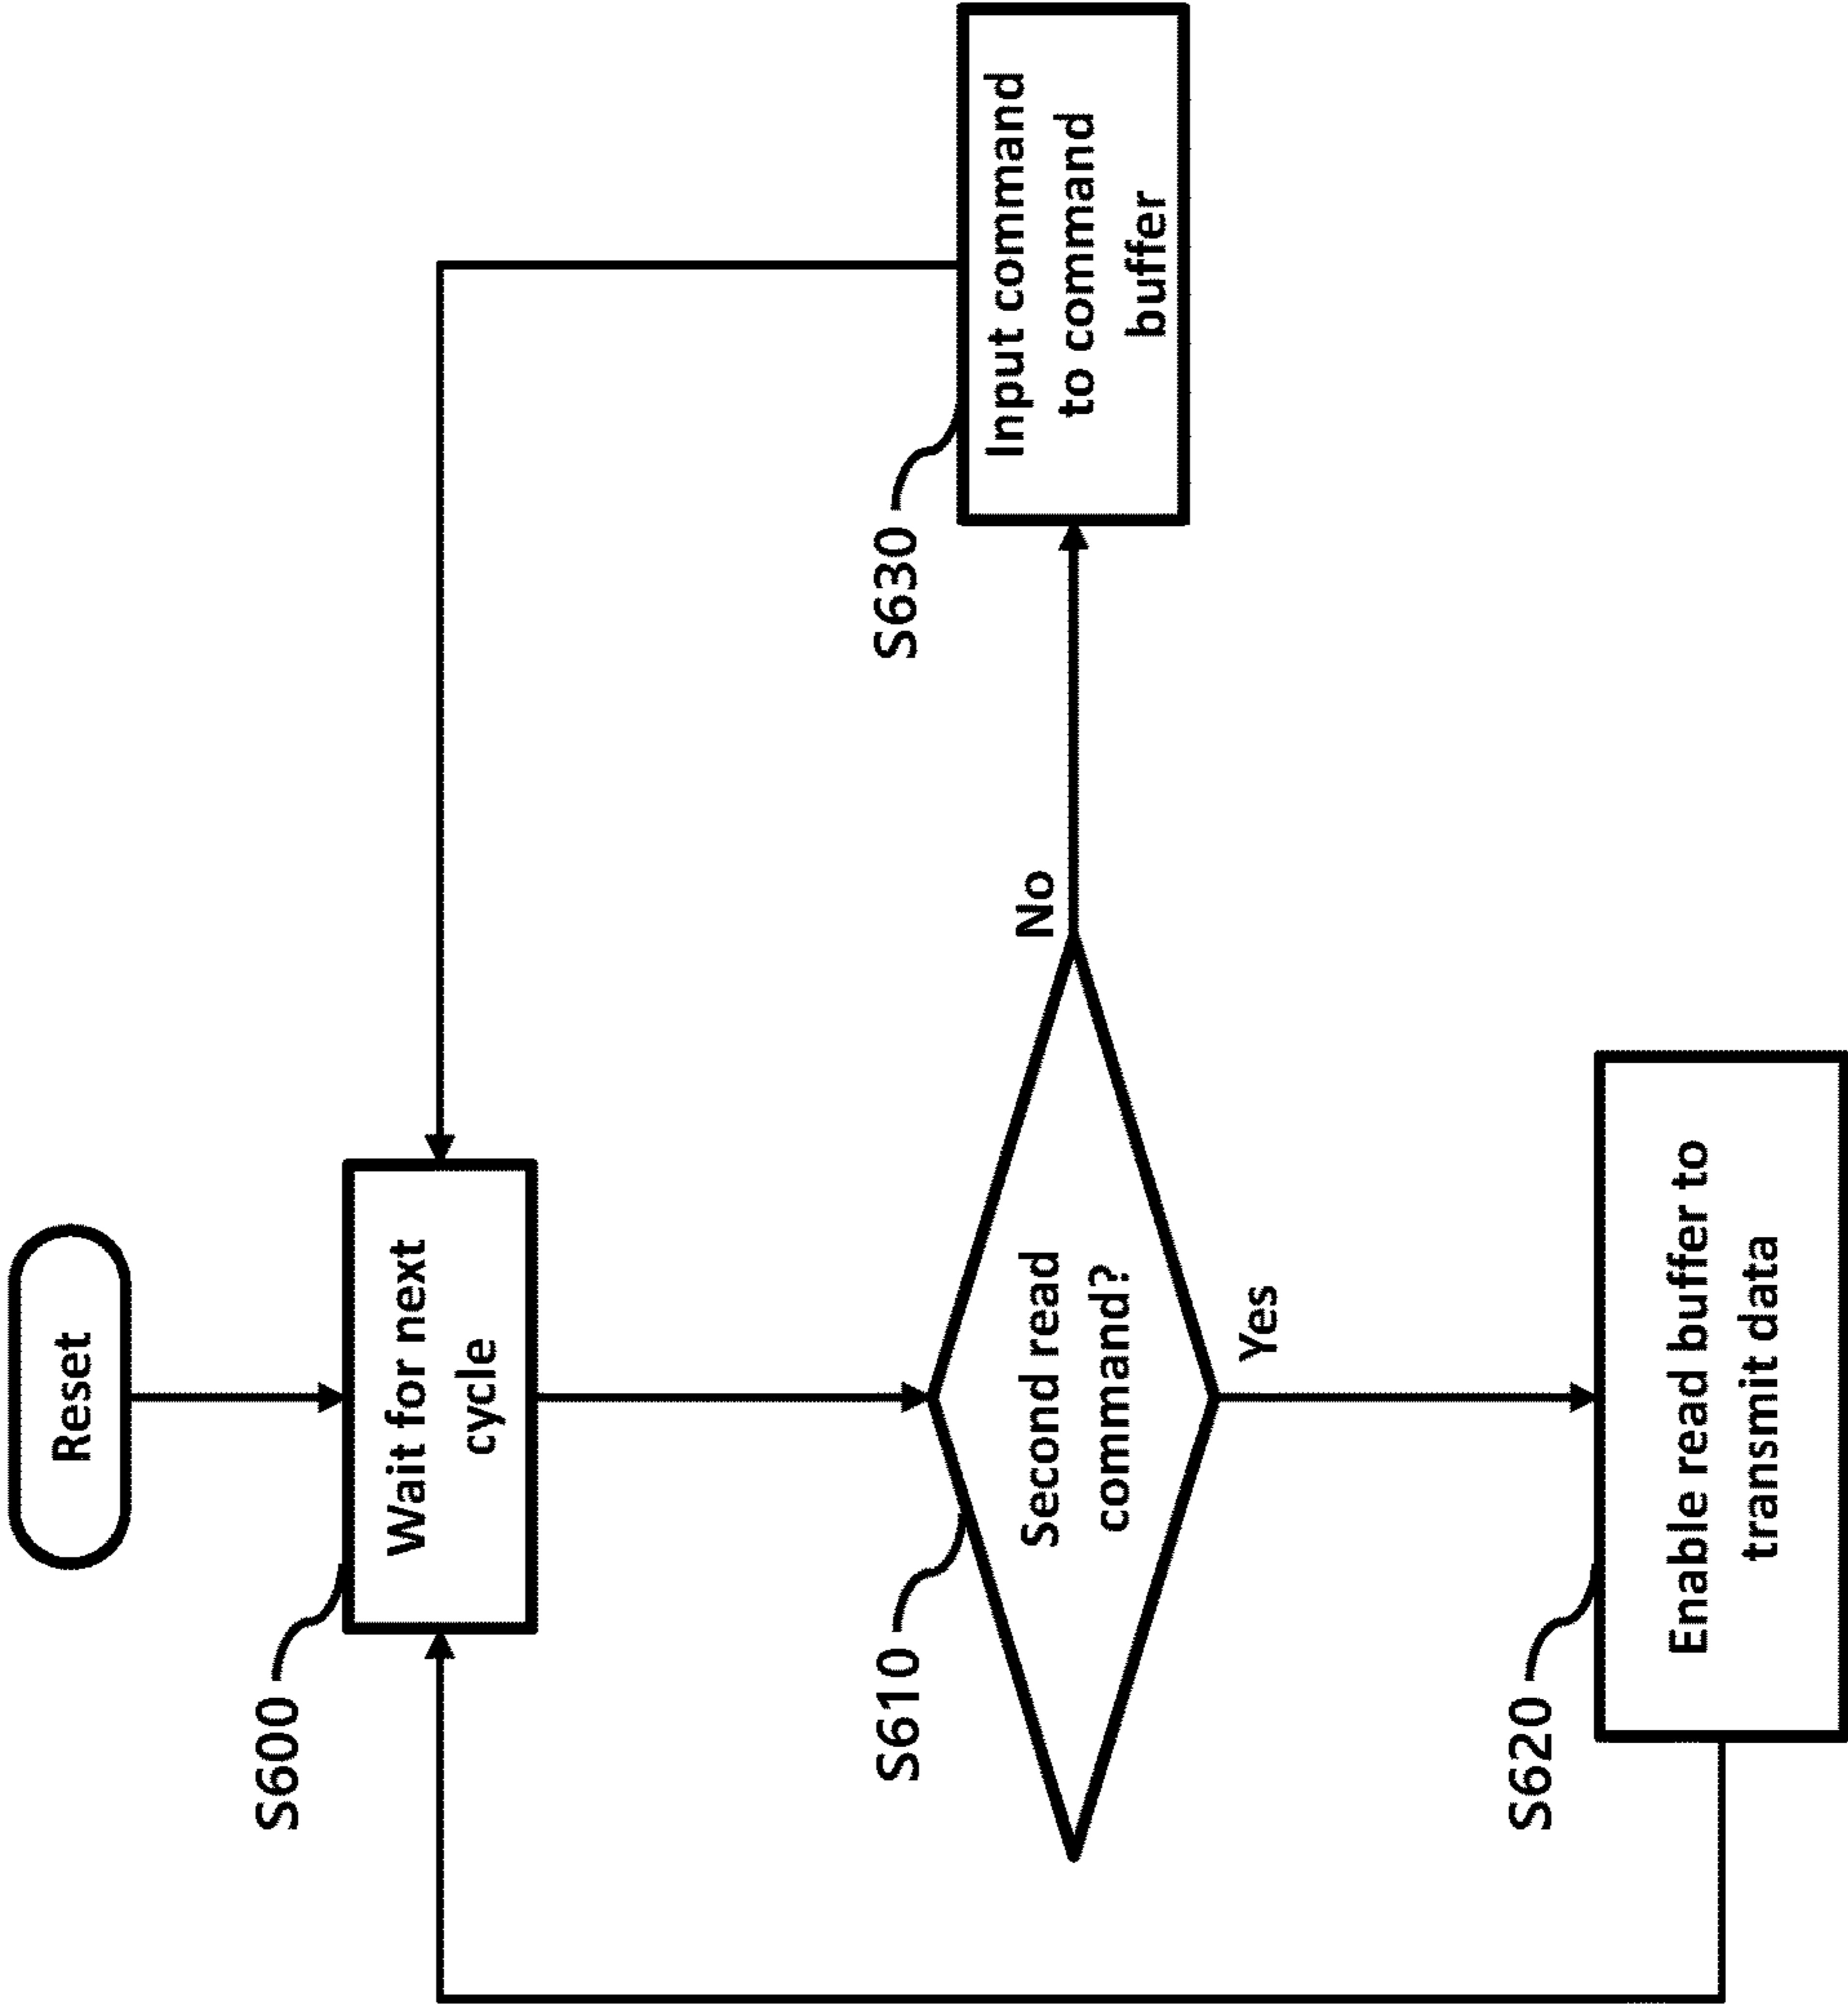 Reset
S600
Wait for next
cycle
S610
Second read
command?
No
Yes
S630
Input command
to command
buffer
S620
Enable read buffer to
transmit data